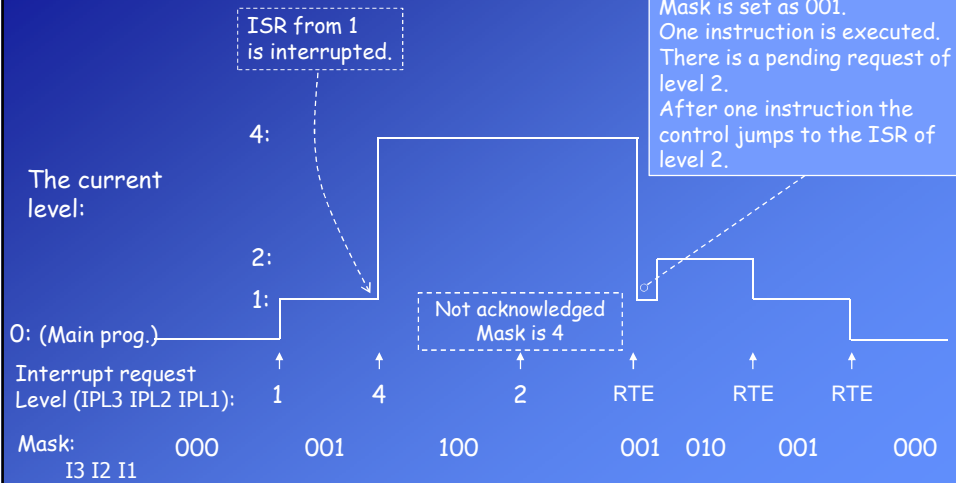 ISR from 1
is interrupted.
Mask is set as 001.
One instruction is executed.
There is a pending request of
level 2.
After one instruction the
control jumps to the ISR of
level 2.
4:
The current
level:
2:
1:
Not acknowledged
Mask is 4
0: (Main prog.)
Interrupt request
Level (IPL3 IPL2 IPL1): 1 4 2 RTE RTE RTE
Mask: 000 001 100 001 010 001 000
I3 I2 I1